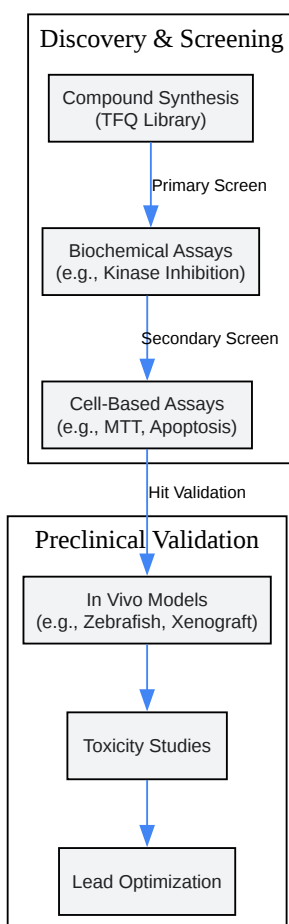 Discovery & Screening
Compound Synthesis
(TFQ Library)
Primary Screen
Biochemical Assays
(e.g., Kinase Inhibition)
Secondary Screen
Cell-Based Assays
(e.g., MTT, Apoptosis)
Hit Validation
Preclinical Validation
In Vivo Models
(e.g., Zebrafish, Xenograft)
Toxicity Studies
Lead Optimization